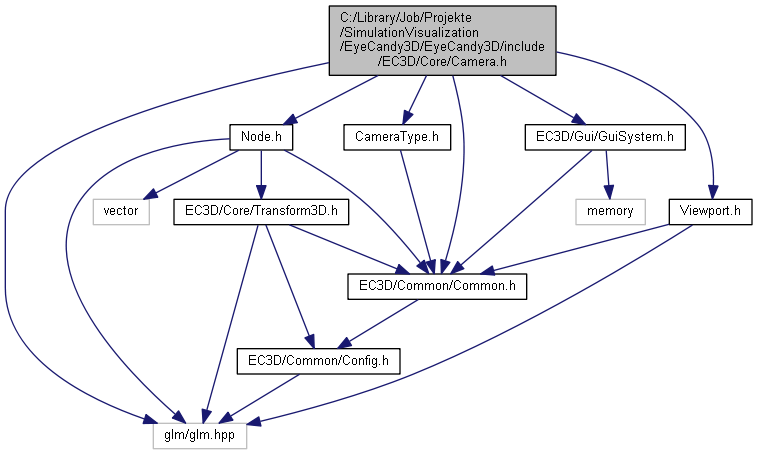 C:/Library/Job/Projekte
/SimulationVisualization
/EyeCandy3D/EyeCandy3D/include
/EC3D/Core/Camera.h
Node.h
CameraType.h
EC3D/Gui/GuiSystem.h
vector
EC3D/Core/Transform3D.h
memory
Viewport.h
EC3D/Common/Common.h
EC3D/Common/Config.h
glm/glm.hpp